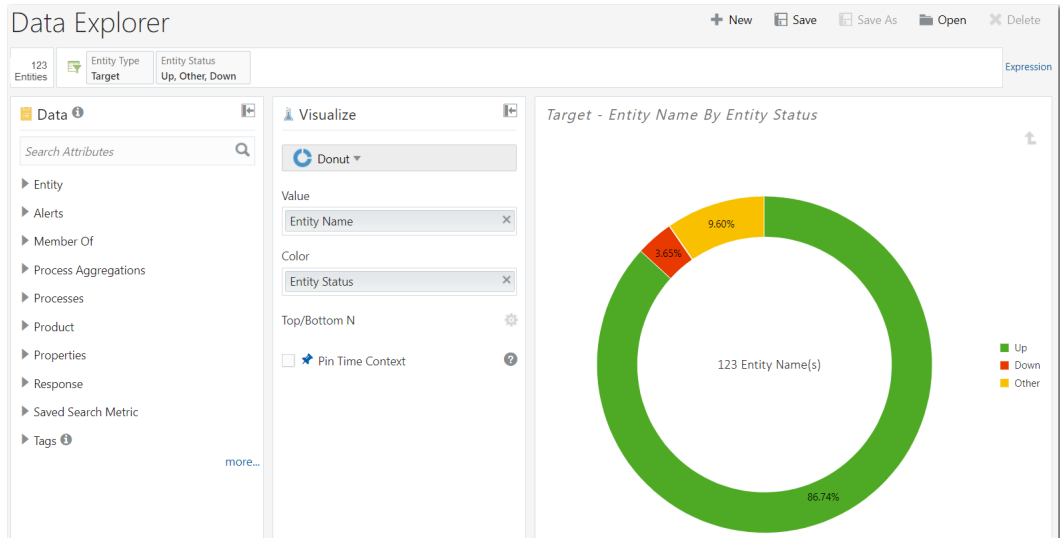 Data Explorer
New
Save
Save As
Open
Delete
123
Entities
Entity Type
Target
Entity Status
Up, Other, Down
Expression
Data
Search Attributes
Entity
Alerts
Member Of
Process Aggregations
Processes
Product
Properties
Response
Saved Search Metric
Tags
more...
Visualize
Donut
Value
Entity Name
Color
Entity Status
Top/Bottom N
Pin Time Context
Target - Entity Name By Entity Status
9.60%
3.65%
123 Entity Name(s)
86.74%
Up
Down
Other